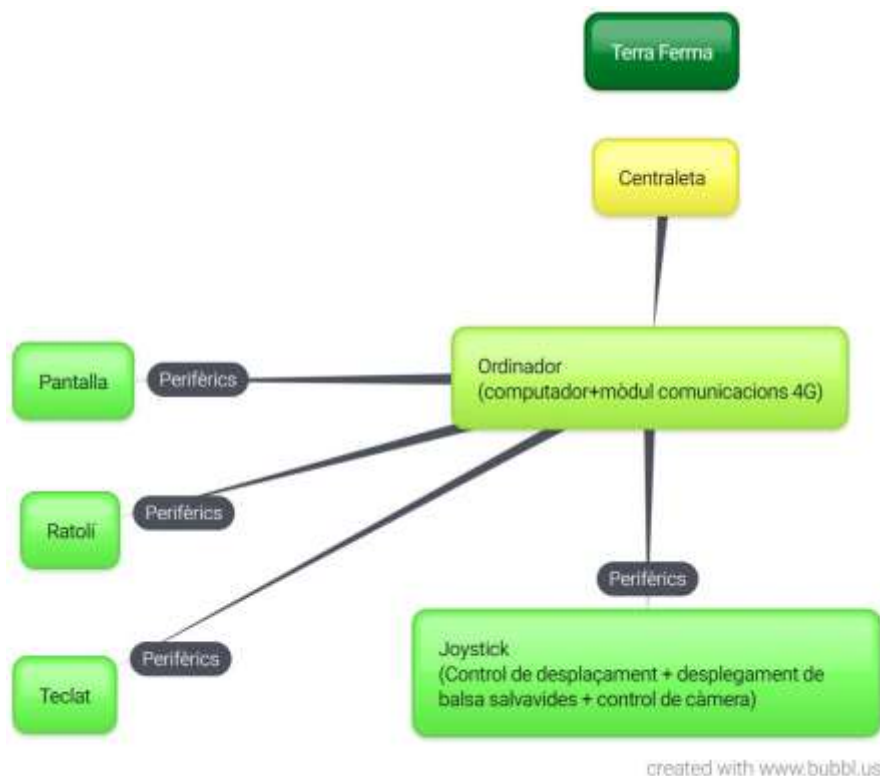 Terra Ferma
Centraleta
Ordinador
(computador+mòdul comunicacions 4G)
Pantalla
Perifèrics
Ratolí
Perifèrics
Perifèrics
Joystick
(Control de desplaçament + desplegament de
balsa salvavides + control de càmera)
Teclat
Perifèrics
created with www.bubbl.us